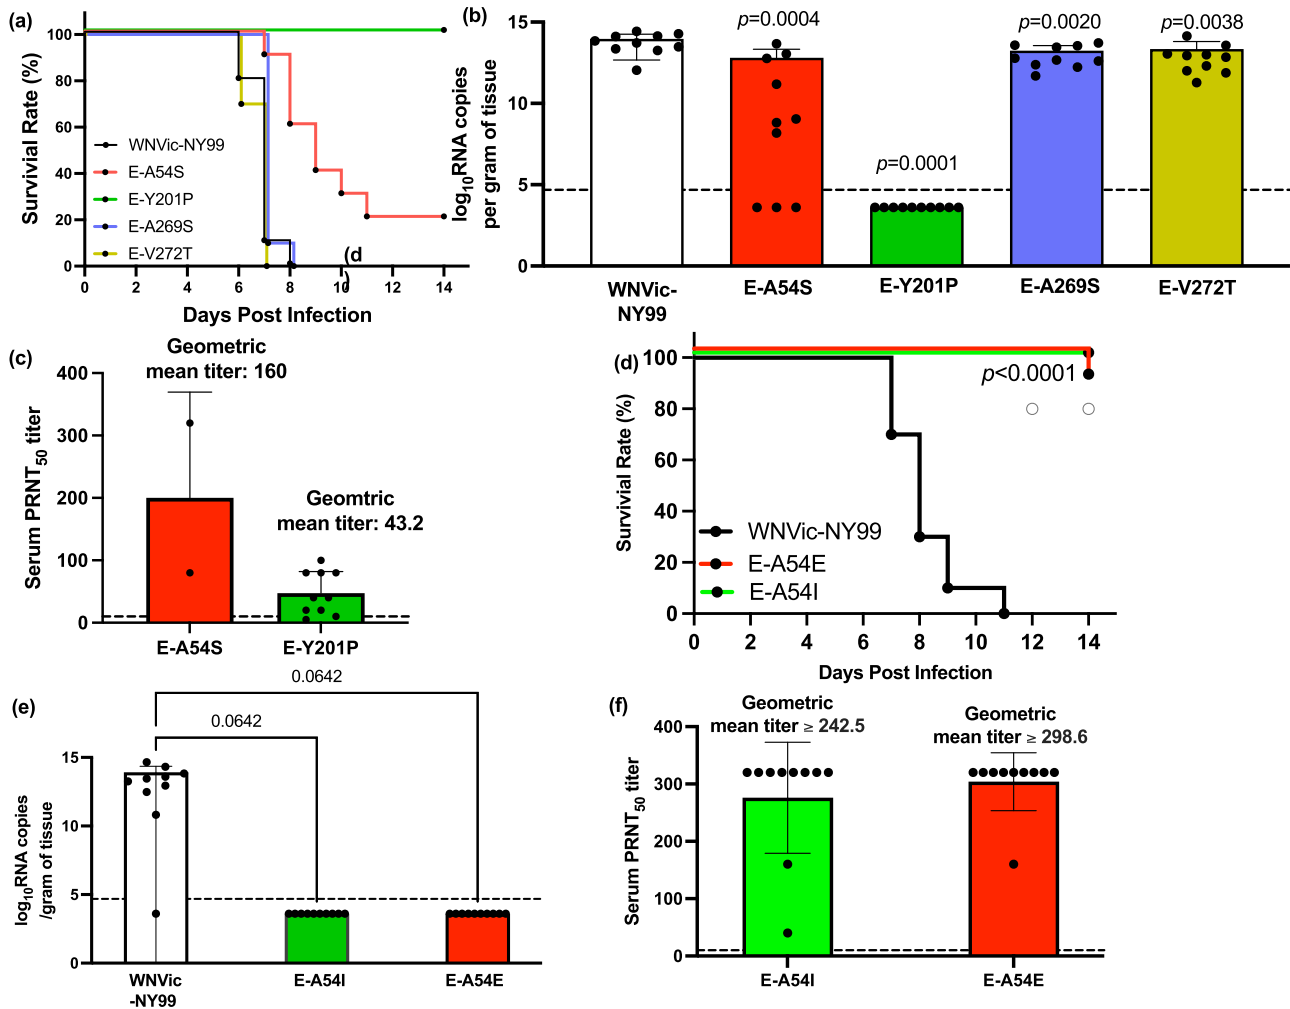 (a)
100
80
60
40
20
0
Survivial Rate (%)
WNVic-NY99
E-A54S
E-Y201P
E-A269S
E-V272T
(d
)
0 2 4 6 8 10 12 14
Days Post Infection
(b)
15
10
5
0
log10RNA copies
per gram of tissue
p=0.0004
p=0.0001
p=0.0020
p=0.0038
WNVic-
NY99
E-A54S
E-Y201P
E-A269S
E-V272T
(c)
Geometric
mean titer: 160
Geomtric
mean titer: 43.2
400
300
200
100
0
Serum PRNT50 titer
E-A54S
E-Y201P
(d)
100
80
60
40
20
0
Survivial Rate (%)
p<0.0001
WNVic-NY99
E-A54E
E-A54I
0 2 4 6 8 10 12 14
Days Post Infection
(e)
0.0642
0.0642
15
10
5
0
log10RNA copies
/gram of tissue
WNVic
-NY99
E-A54I
E-A54E
(f)
Geometric
mean titer ≥ 242.5
Geometric
mean titer ≥ 298.6
400
300
200
100
0
Serum PRNT50 titer
E-A54I
E-A54E